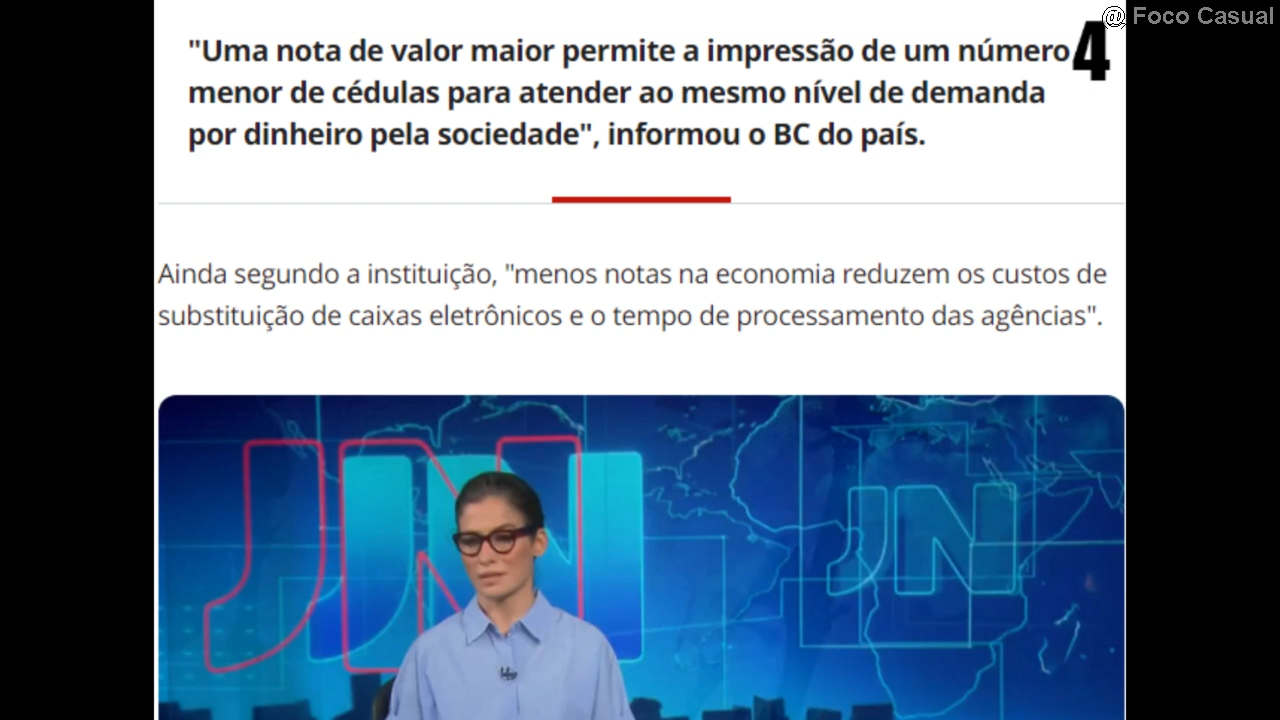 @ Foco Casual
4
"Uma nota de valor maior permite a impressão de um número
menor de cédulas para atender ao mesmo nível de demanda
por dinheiro pela sociedade", informou o BC do país.
Ainda segundo a instituição, "menos notas na economia reduzem os custos de
substituição de caixas eletrônicos e o tempo de processamento das agências".
JN
JN